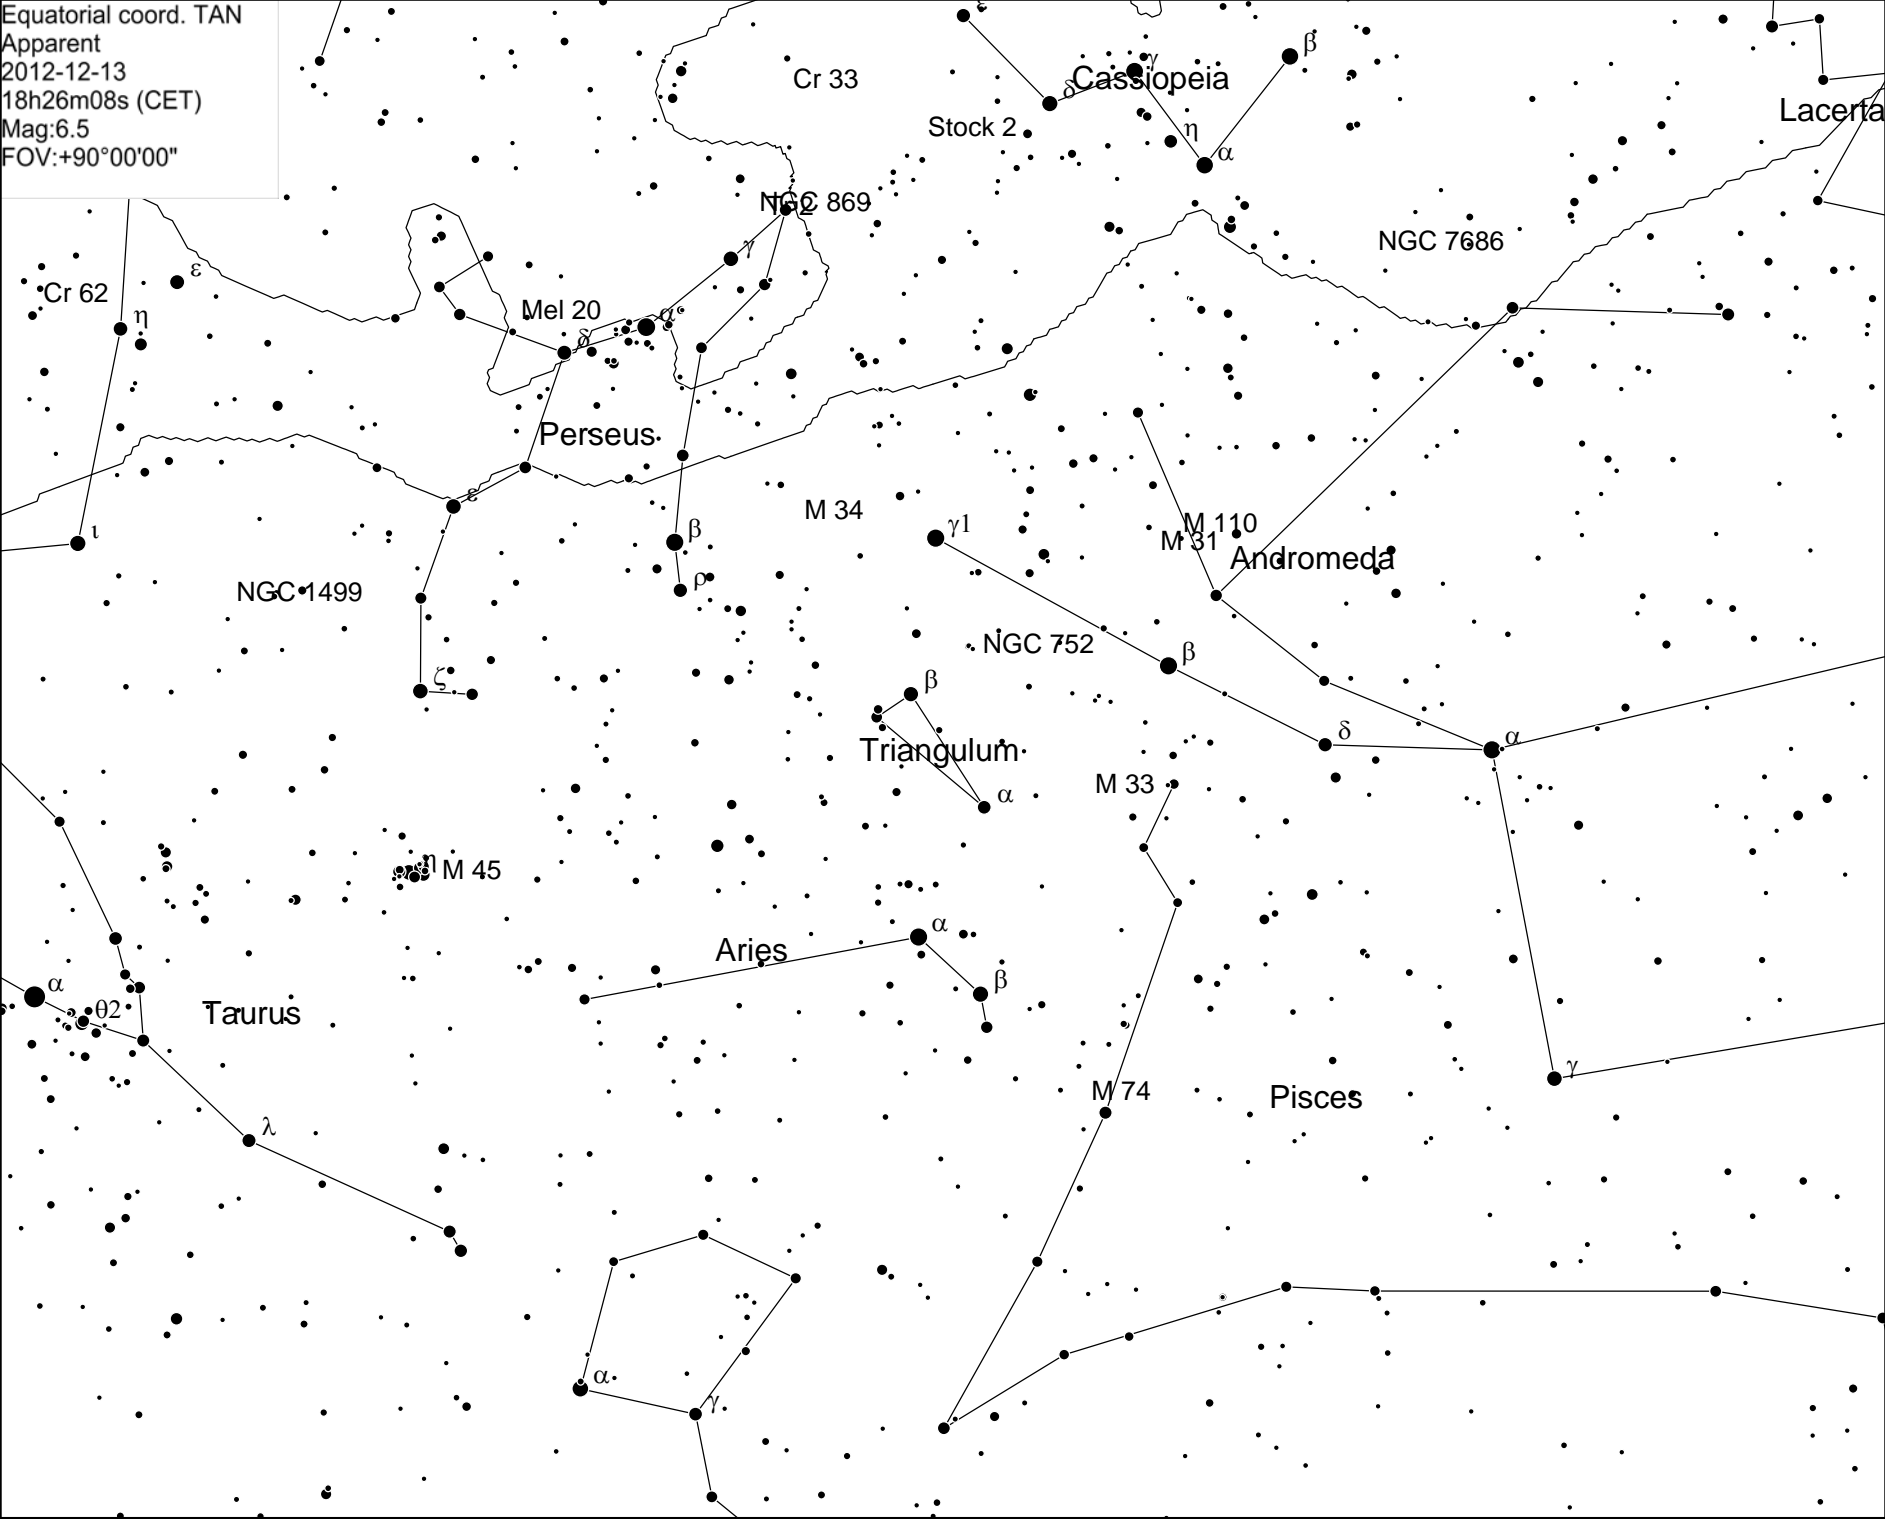 Equatorial coord. TAN
Apparent
2012-12-13
18h26m08s (CET)
Mag:6.5
FOV:+90°00'00"
ε
β
γ
Cr 33
Cassiopeia
δ
Lacerta
Stock 2
η
α
NGC 869
γ
NGC 7686
ε
Cr 62
η
Mel 20
α
δ
Perseus
ε
M 34
γ1
M 110
M 31
Andromeda
ι
β
ρ
NGC 1499
NGC 752
β
ζ
β
δ
α
Triangulum
M 33
α
η
M 45
α
Aries
β
α
θ2
Taurus
γ
M 74
Pisces
λ
α
γ